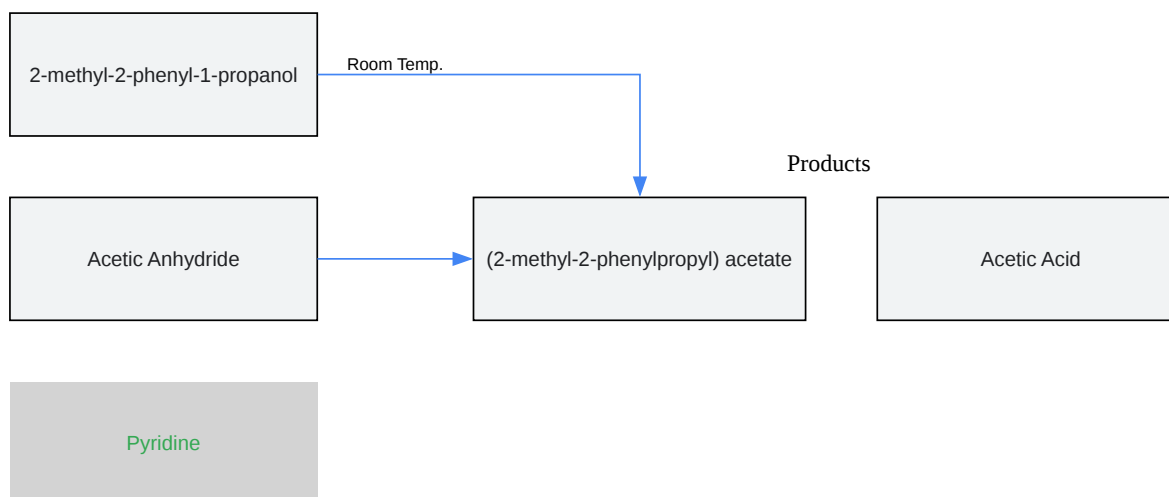 2-methyl-2-phenyl-1-propanol
Room Temp.
Products
Acetic Anhydride
(2-methyl-2-phenylpropyl) acetate
Acetic Acid
Pyridine